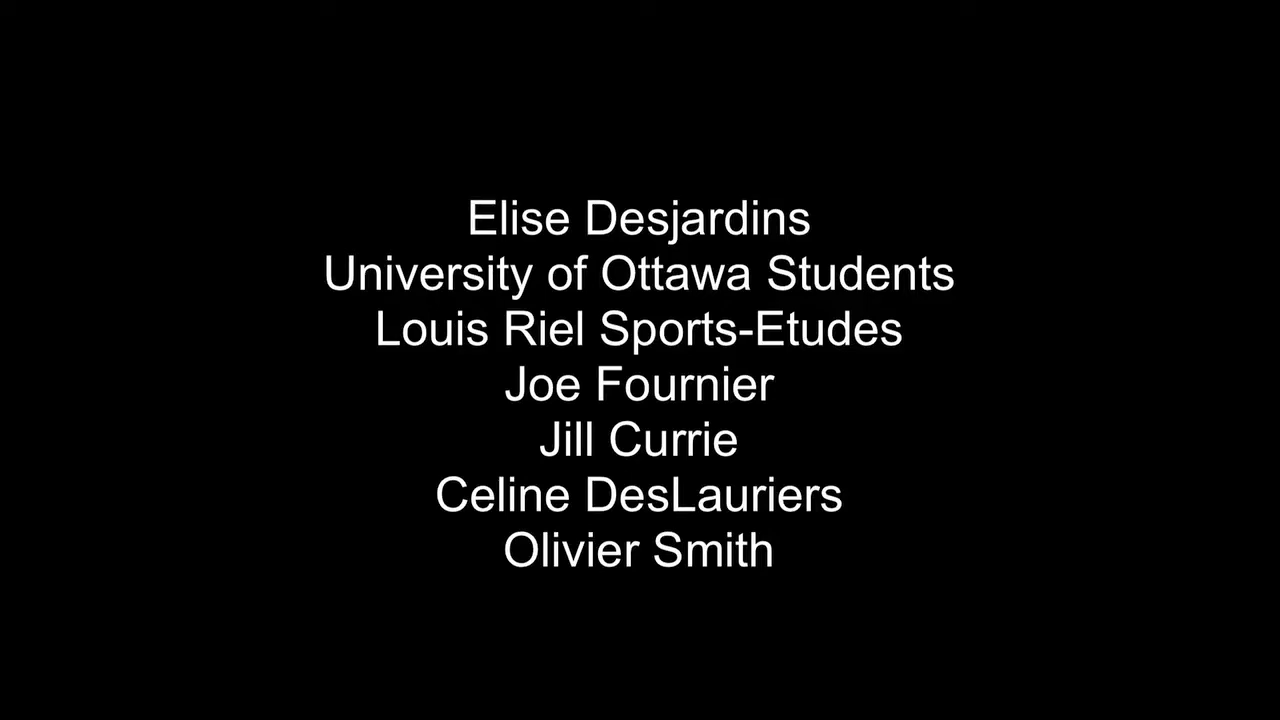 Elise Desjardins
University of Ottawa Students
Louis Riel Sports-Etudes
Joe Fournier
Jill Currie
Celine DesLauriers
Olivier Smith